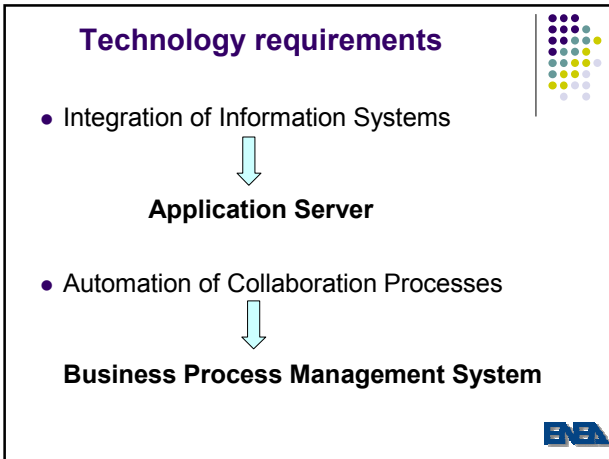 Technology requirements
● Integration of Information Systems
Application Server
● Automation of Collaboration Processes
Business Process Management System
ENEA